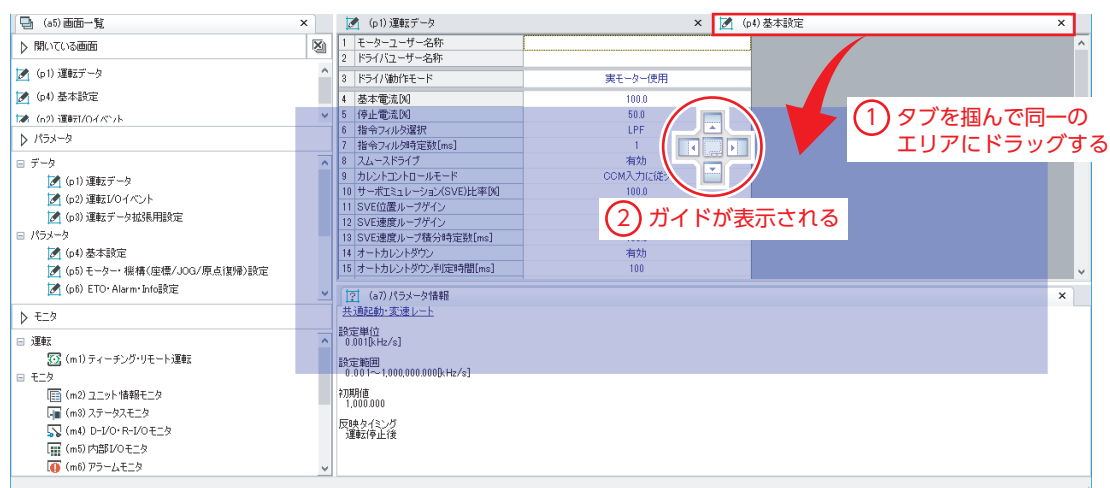 (a5) 画面一覧
開いている画面
(p1) 運転データ
(p4) 基本設定
(p2) 運転I/Oイベント
パラメータ
データ
(p1) 運転データ
(p2) 運転I/Oイベント
(p3) 運転データ拡張用設定
パラメータ
(p4) 基本設定
(p5) モーター・機構(座標/JOG/原点復帰)設定
(p6) ETO・Alarm・Info設定
モニタ
運転
(m1) ティーチング・リモート運転
モニタ
(m2) ユニット情報モニタ
(m3) ステータスモニタ
(m4) D-I/O・R-I/Oモニタ
(m5) 内部I/Oモニタ
(m6) アラームモニタ
(p1) 運転データ
(p4) 基本設定
1 モーターユーザー名称
2 ドライバユーザー名称
3 ドライバ動作モード 実モーター使用
4 基本電流[%] 100.0
5 停止電流[%] 50.0
6 指令フィルタ選択 LPF
7 指令フィルタ時定数[ms] 1
8 スムースドライブ 有効
9 カレントコントロールモード CCM入力に従
10 サーボエミュレーション(SVE)比率[%] 100.0
11 SVE位置ループゲイン
12 SVE速度ループゲイン
13 SVE速度ループ積分時定数[ms]
14 オートカレントダウン 有効
15 オートカレントダウン判定時間[ms] 100
① タブを掴んで同一の
エリアにドラッグする
② ガイドが表示される
(a7) パラメータ情報
共通起動・変速レート
設定単位
0.001[kHz/s]
設定範囲
0.001～1,000,000.000[kHz/s]
初期値
1,000.000
反映タイミング
運転停止後